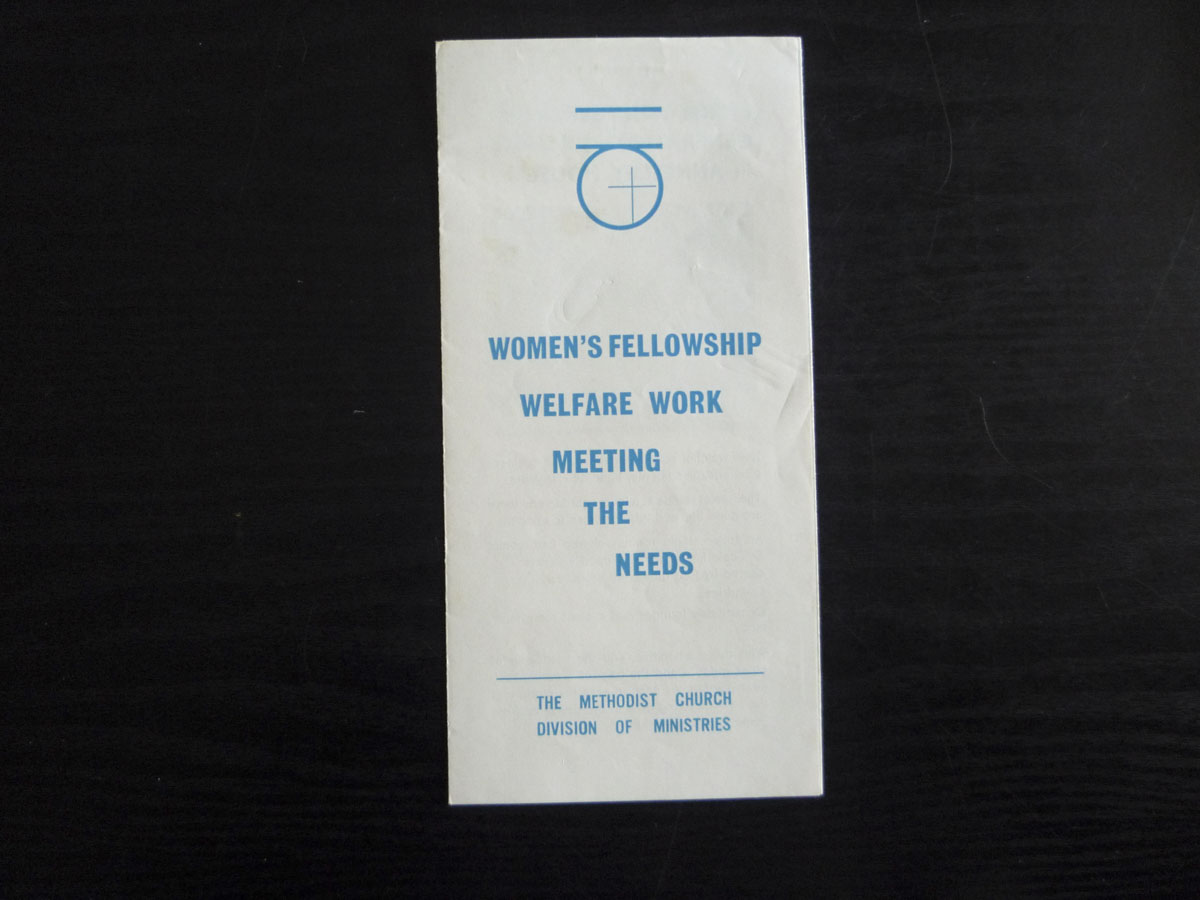 WOMEN'S FELLOWSHIP
WELFARE WORK
MEETING
THE
NEEDS
THE METHODIST CHURCH
DIVISION OF MINISTRIES